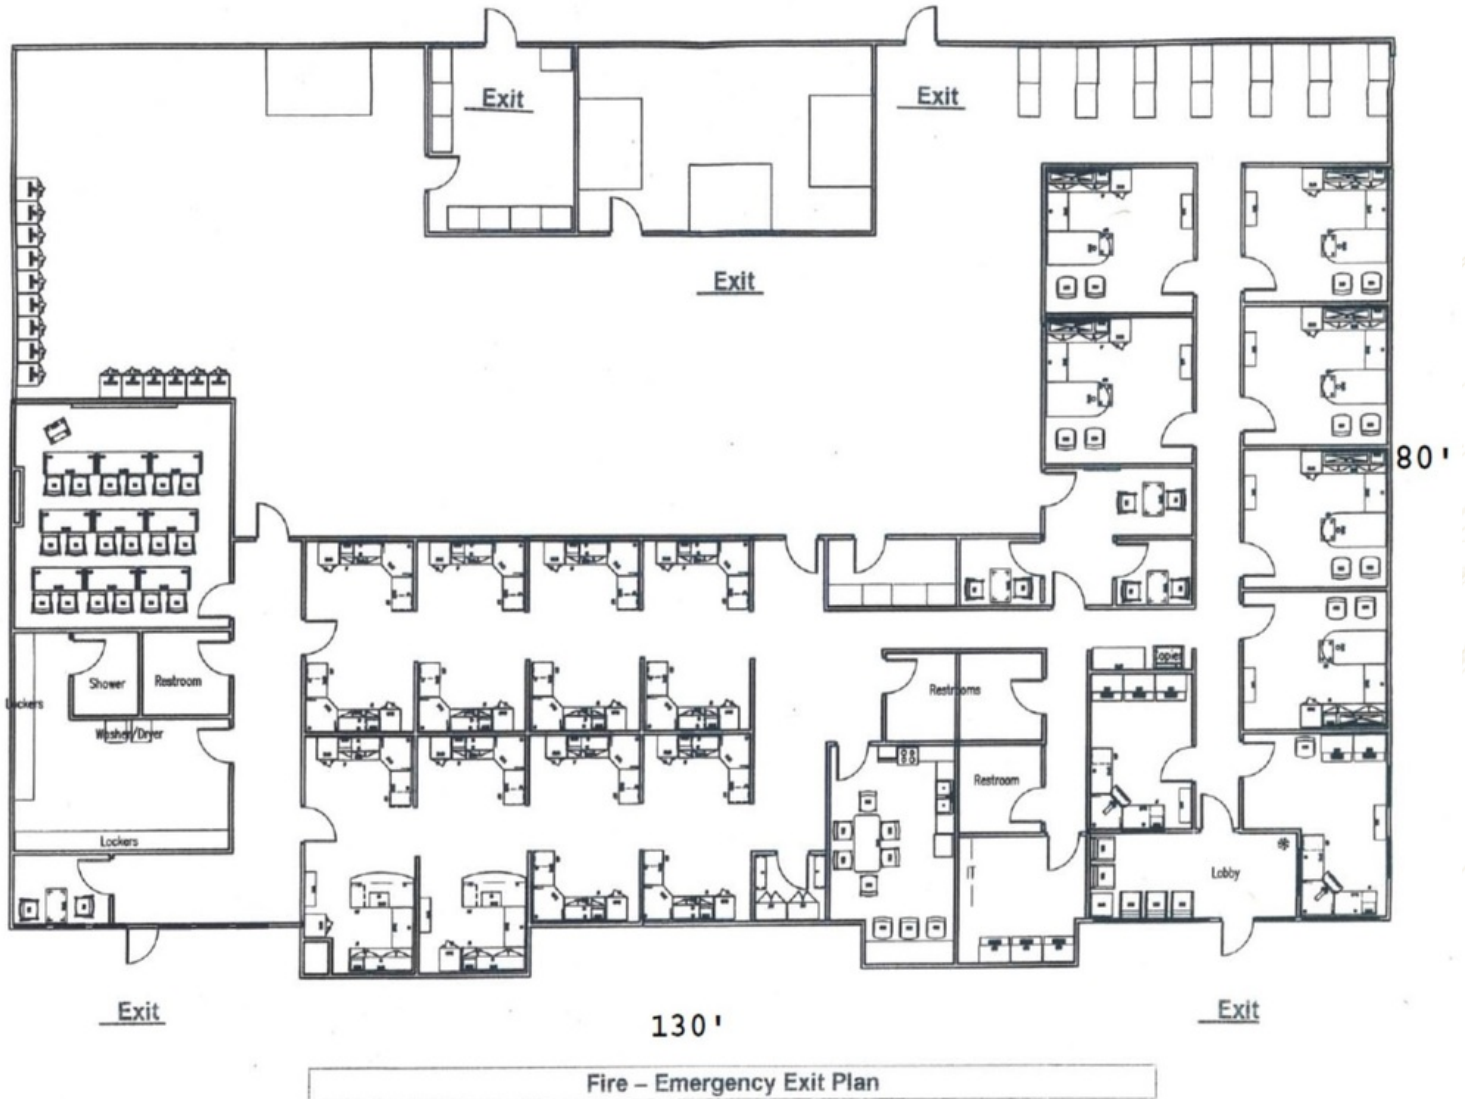 Exit
Exit
Exit
80'
copier
Shower
Restroom
Restrooms
Lockers
Washer/Dryer
Restroom
Lockers
IT
Lobby
Exit
Exit
130'
Fire – Emergency Exit Plan